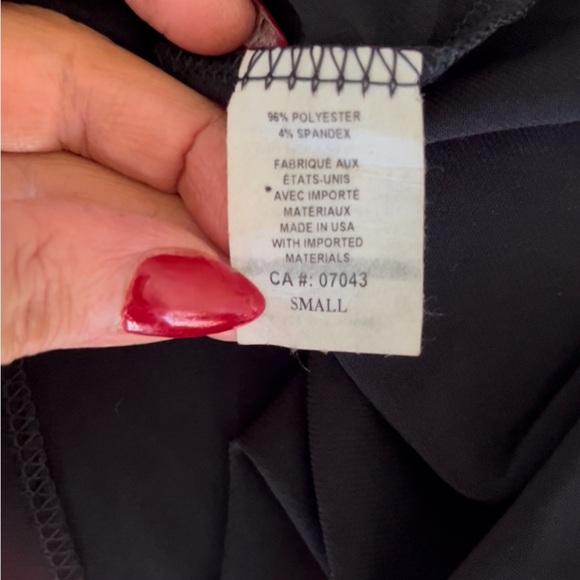 96% POLYESTER
4% SPANDEX
FABRIQUÉ AUX
ÉTATS-UNIS
AVEC IMPORTÉ
MATÉRIAUX
MADE IN USA
WITH IMPORTED
MATERIALS
CA #: 07043
SMALL